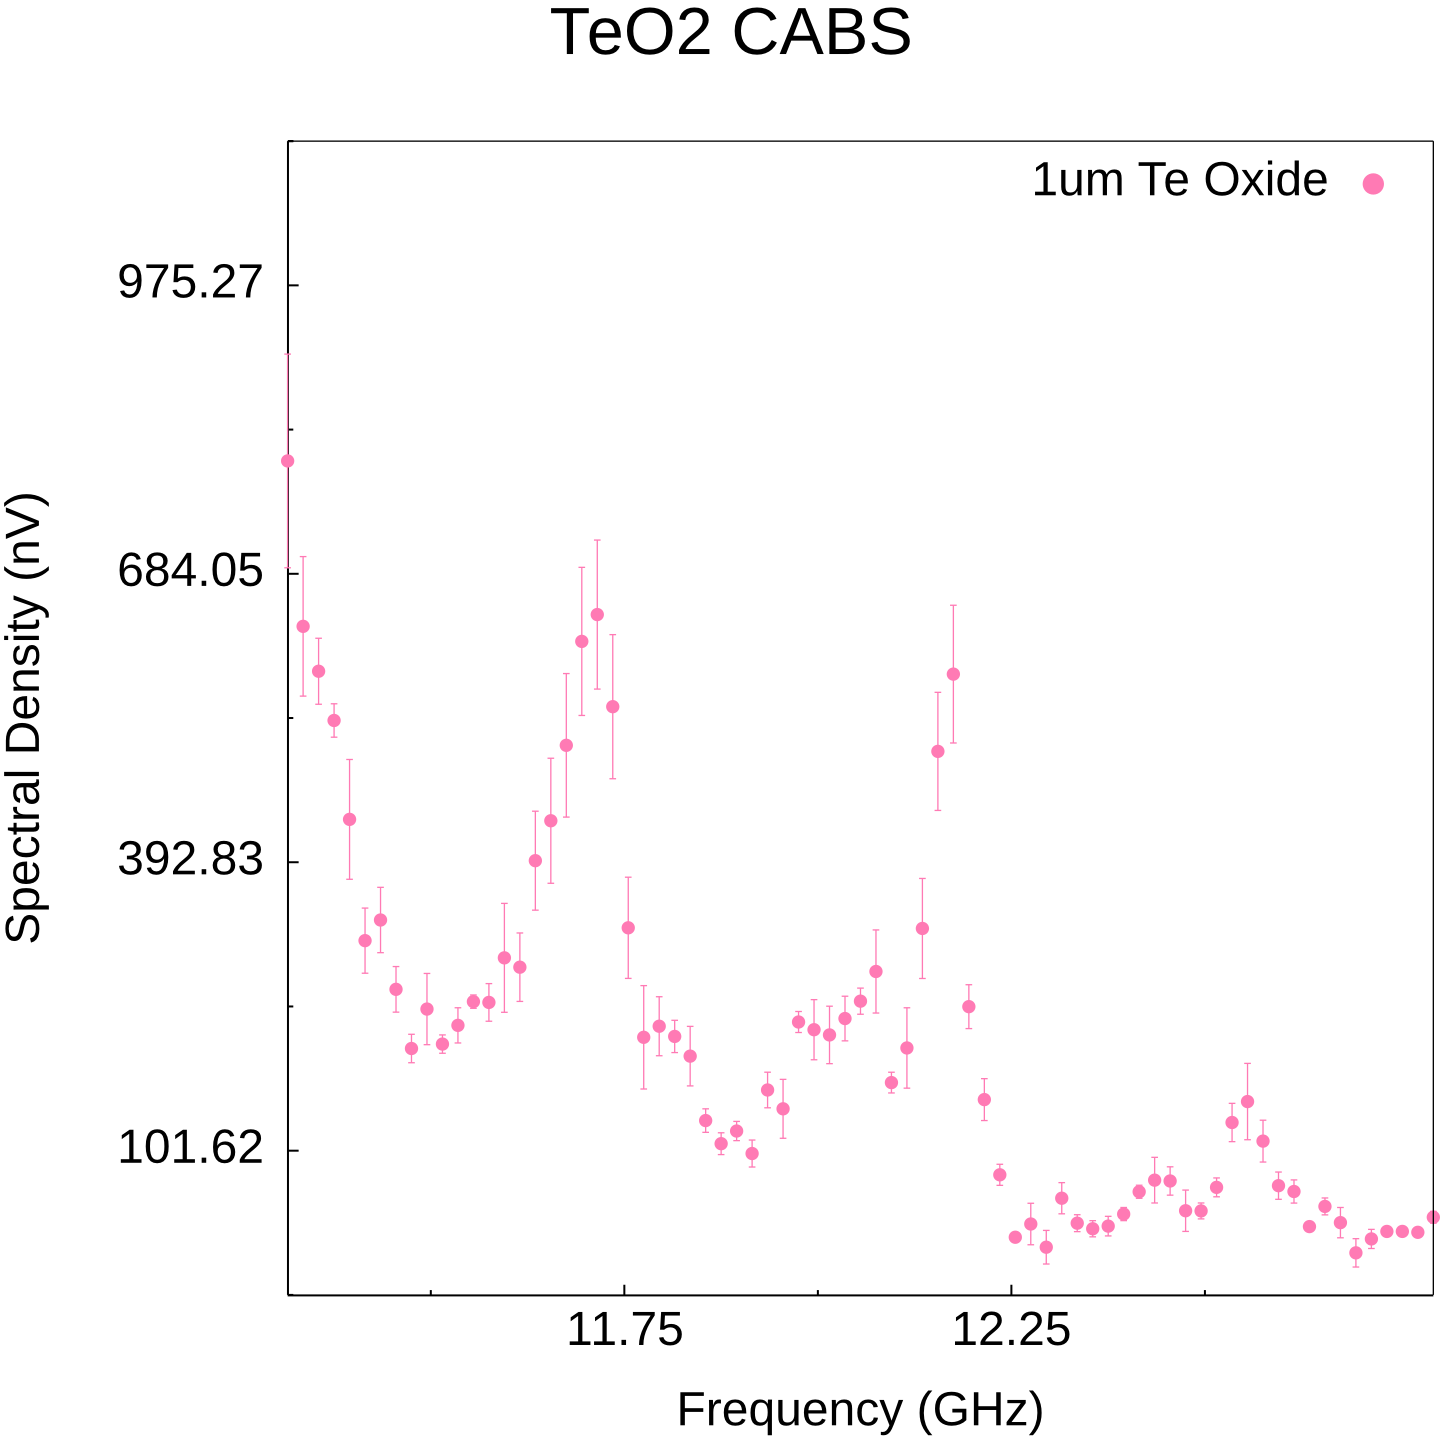 TeO2 CABS
1um Te Oxide
975.27
684.05
392.83
101.62
Spectral Density (nV)
11.75
12.25
Frequency (GHz)